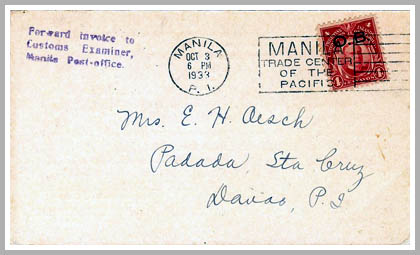 Forward invoice to
Customs Examiner,
Manila Post-office.
MANILA
OCT 3
6 PM
1933
P. I.
MANILA
TRADE CENTER
OF THE
PACIFIC
O.B.
Mrs. E. H. Aesch
Padada, Sta Cruz
Davao, P. I